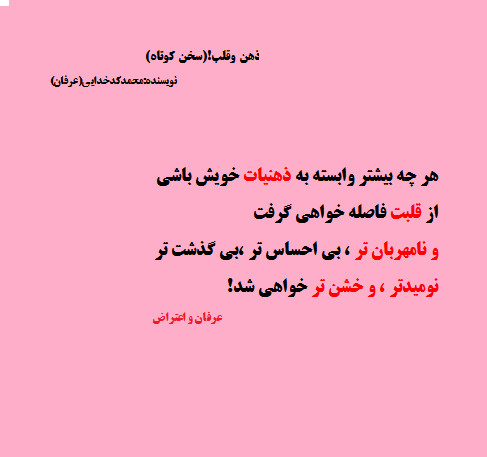 ذهن وقلب!(سخن کوتاه)
نویسنده:محمدکدخدایی(عرفان)
هر چه بیشتر وابسته به ذهنیات خویش باشی
از قلبت فاصله خواهی گرفت
و نامهربان تر ، بی احساس تر ،بی گذشت تر
نومیدتر ، و خشن تر خواهی شد!
عرفان و اعتراض